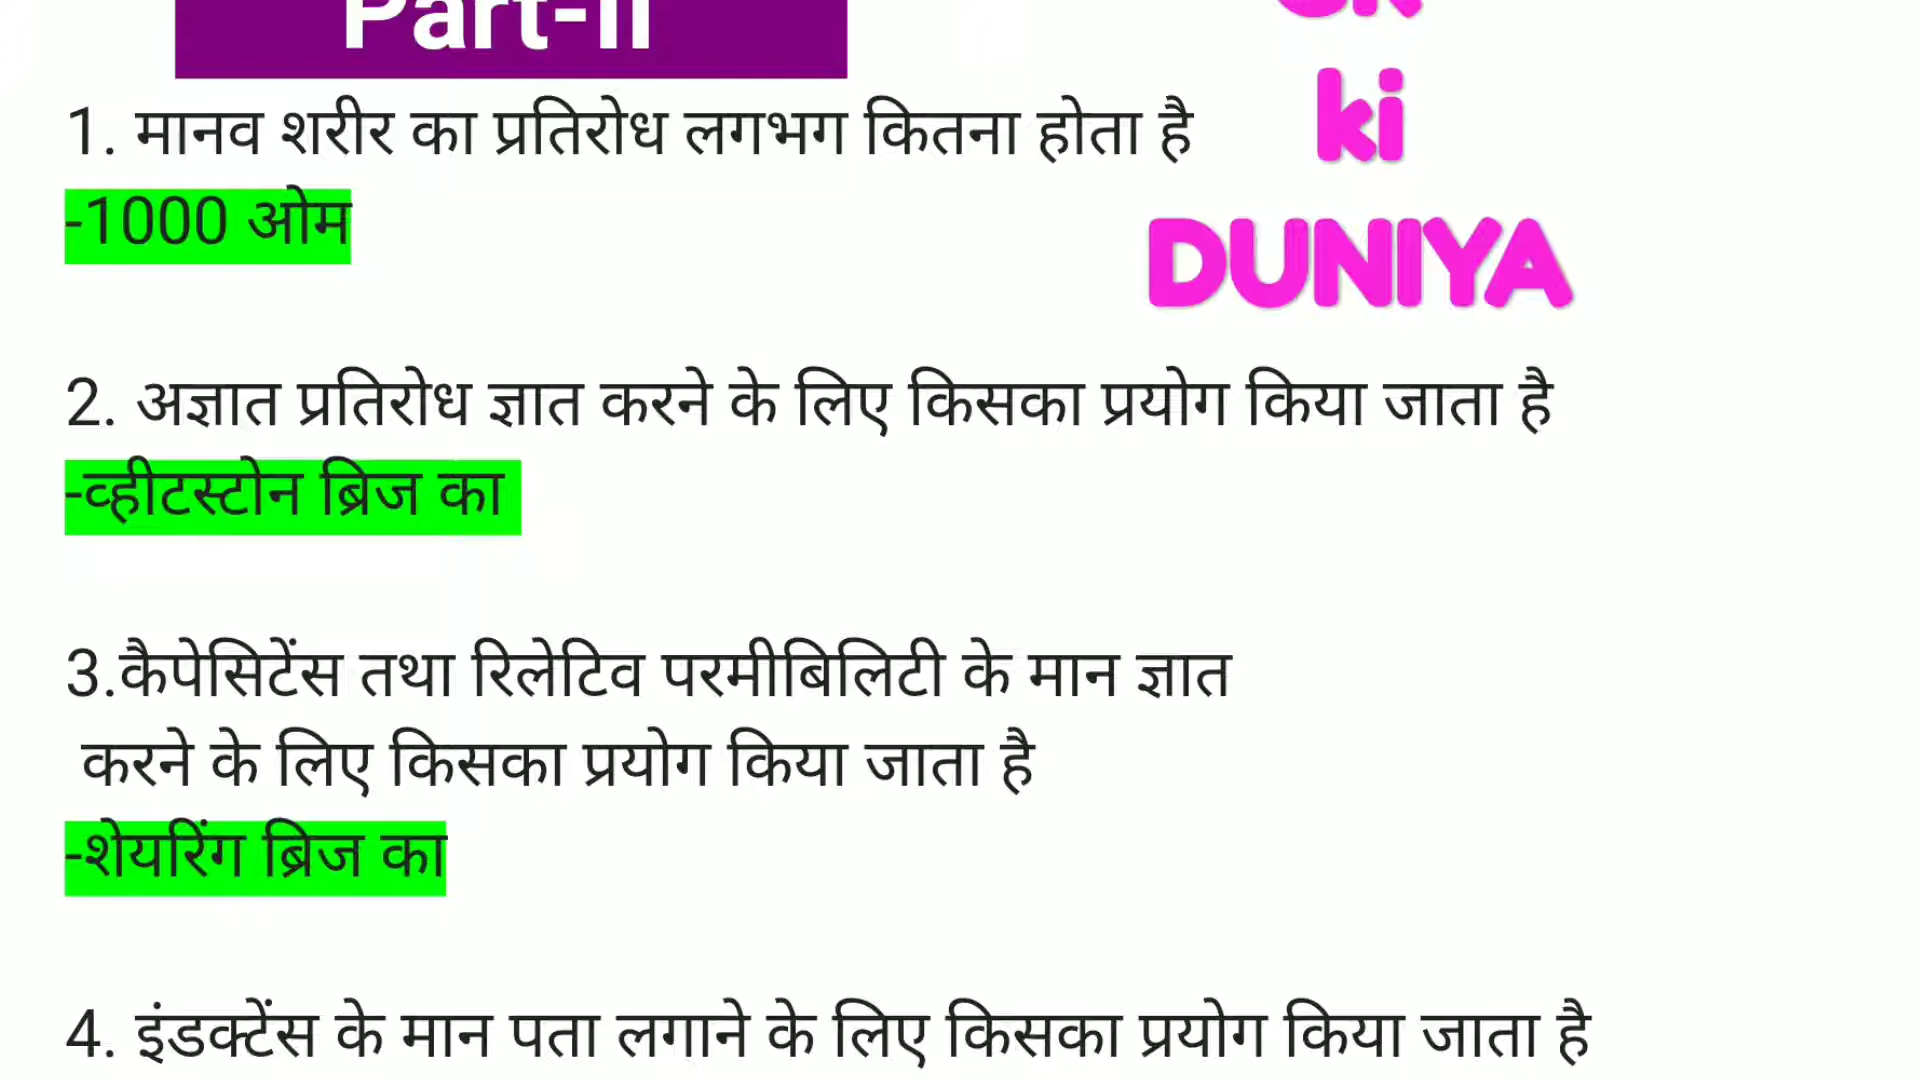 Part-II
1. मानव शरीर का प्रतिरोध लगभग कितना होता है
ki
-1000 ओम
DUNIYA
2. अज्ञात प्रतिरोध ज्ञात करने के लिए किसका प्रयोग किया जाता है
-व्हीटस्टोन ब्रिज का
3.कैपेसिटेंस तथा रिलेटिव परमीबिलिटी के मान ज्ञात
करने के लिए किसका प्रयोग किया जाता है
-शेयरिंग ब्रिज का
4. इंडक्टेंस के मान पता लगाने के लिए किसका प्रयोग किया जाता है